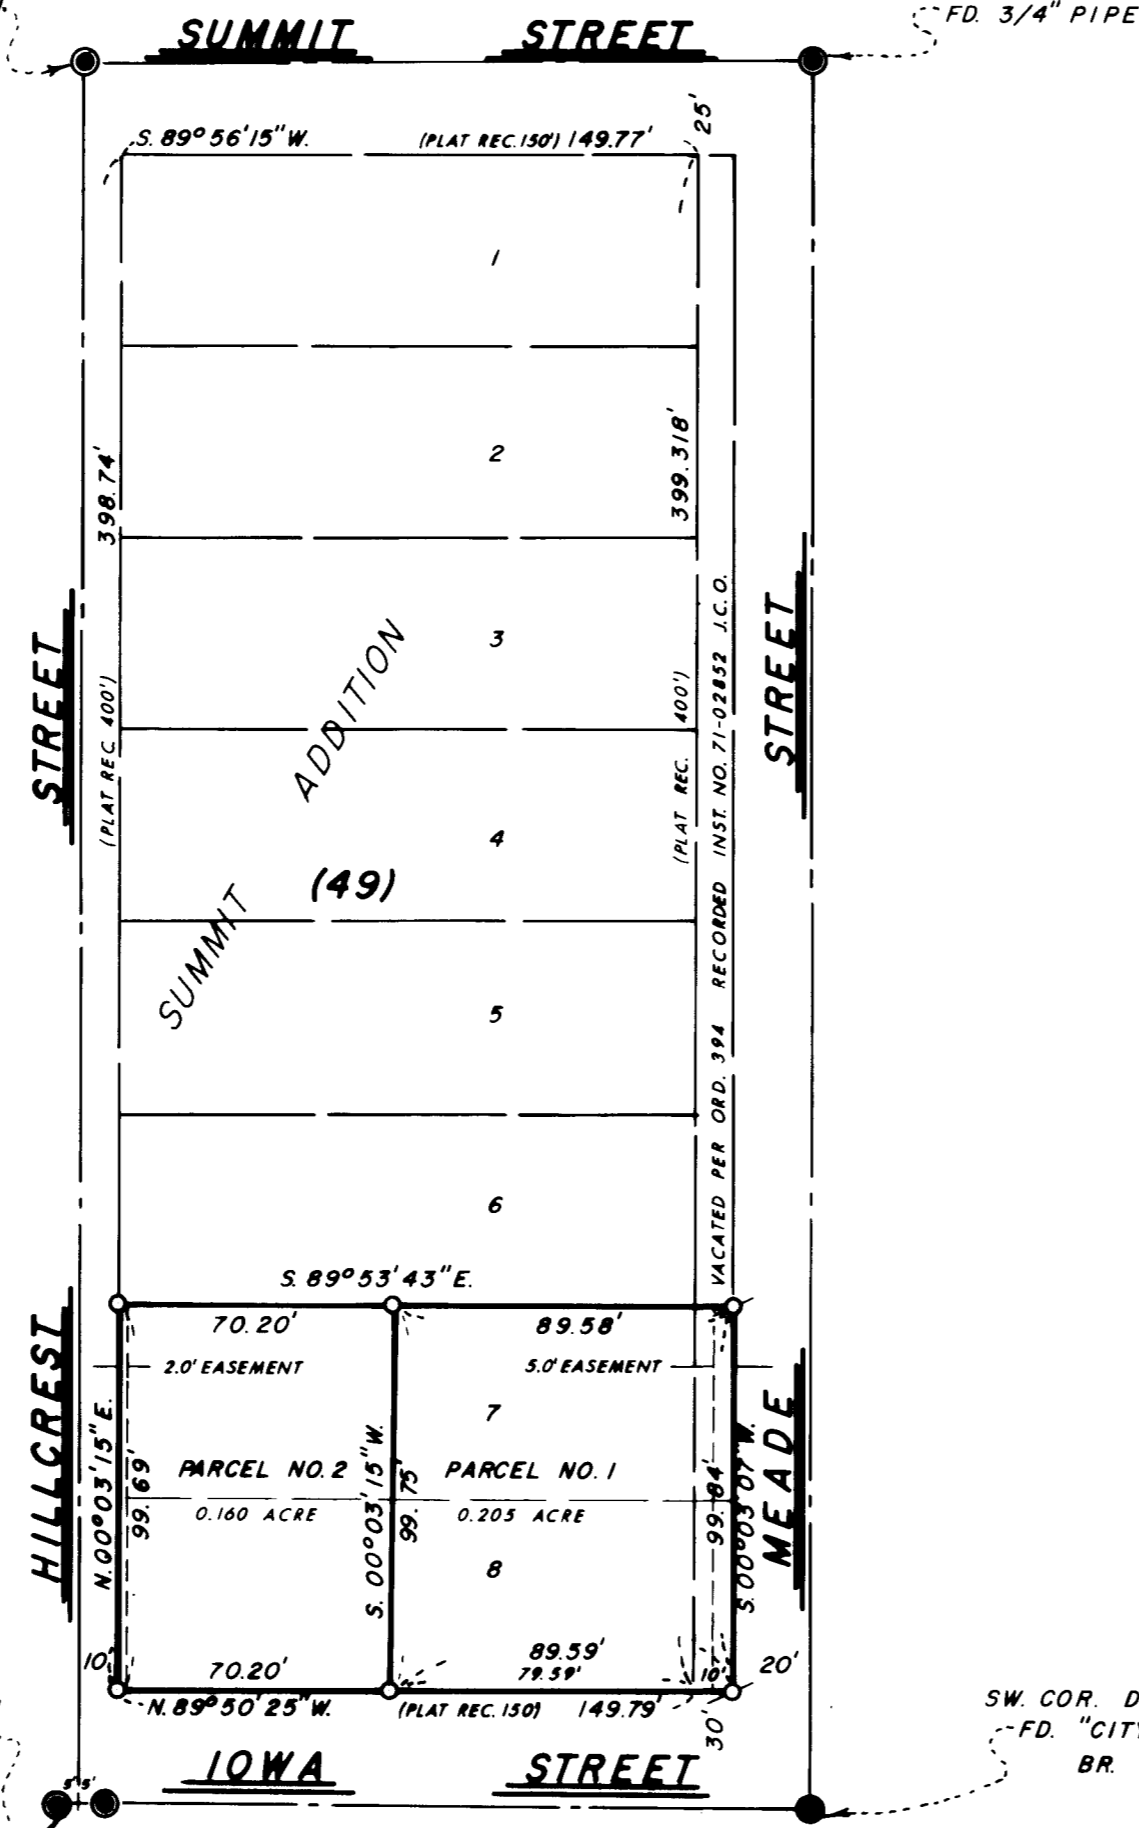 SUMMIT STREET
FD. 3/4" PIPE
25'
S. 89° 56' 15" W. (PLAT REC. 150') 149.77'
1
2
398.74'
399.318'
3
STREET
STREET
ADDITION
(PLAT REC. 400')
(PLAT REC. 400')
VACATED PER ORD. 394 RECORDED INST. NO. 71-02852 J.C.O.
4
(49)
SUMMIT
5
6
S. 89° 53' 43" E.
70.20' 89.58'
2.0' EASEMENT 5.0' EASEMENT
HILLCREST
N. 00° 03' 15" E.
99.69'
7
S. 00° 03' 15" W.
99.75'
99.84'
S. 00° 03' 07" W.
MEADE
PARCEL NO. 2 PARCEL NO. 1
0.160 ACRE 0.205 ACRE
8
89.59'
10' 70.20' 79.59' 10' 20'
N. 89° 50' 25" W. (PLAT REC. 150') 149.79'
30'
SW. COR. D
FD. "CITY
BR.
IOWA STREET
5' 5'